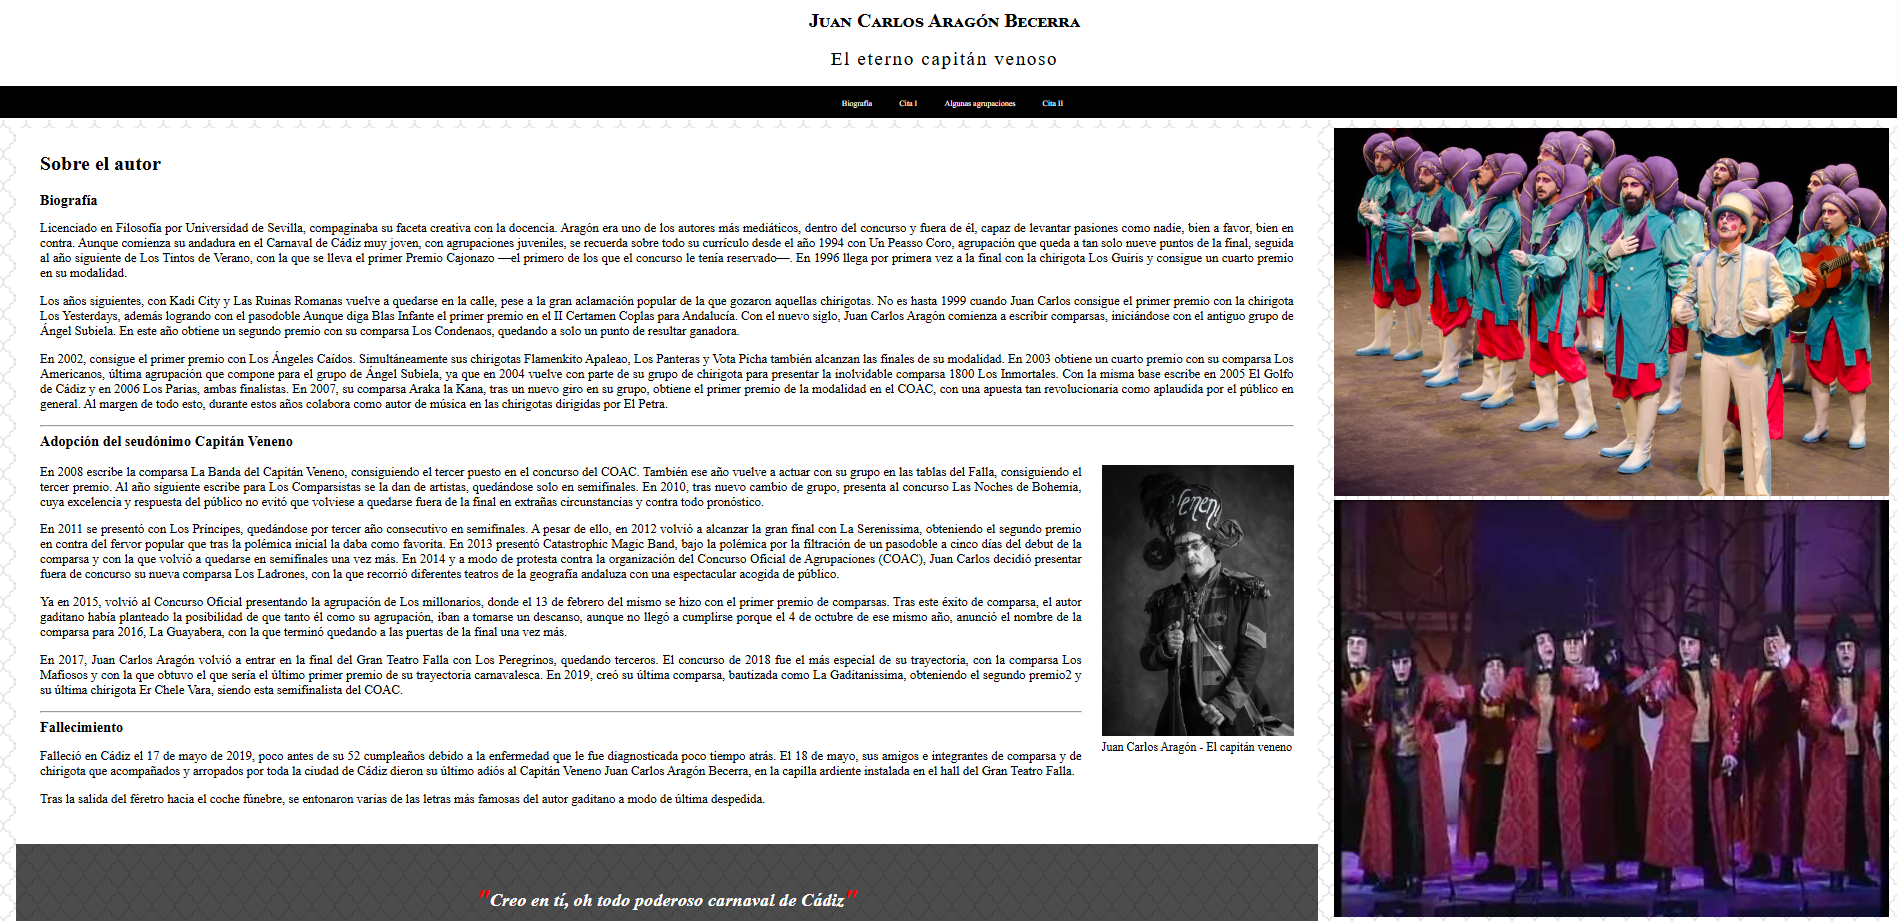 Juan Carlos Aragón Becerra
El eterno capitán venoso
Biografía Cita I Algunas agrupaciones Cita II
Sobre el autor
Biografía
Licenciado en Filosofía por Universidad de Sevilla, compaginaba su faceta creativa con la docencia. Aragón era uno de los autores más mediáticos, dentro del concurso y fuera de él, capaz de levantar pasiones como nadie, bien a favor, bien en
contra. Aunque comienza su andadura en el Carnaval de Cádiz muy joven, con agrupaciones juveniles, se recuerda sobre todo su currículo desde el año 1994 con Un Peasso Coro, agrupación que queda a tan solo nueve puntos de la final, seguida
al año siguiente de Los Tintos de Verano, con la que se lleva el primer Premio Cajonazo —el primero de los que el concurso le tenía reservado—. En 1996 llega por primera vez a la final con la chirigota Los Guiris y consigue un cuarto premio
en su modalidad.
Los años siguientes, con Kadi City y Las Ruinas Romanas vuelve a quedarse en la calle, pese a la gran aclamación popular de la que gozaron aquellas chirigotas. No es hasta 1999 cuando Juan Carlos consigue el primer premio con la chirigota
Los Yesterdays, además logrando con el pasodoble Aunque diga Blas Infante el primer premio en el II Certamen Coplas para Andalucía. Con el nuevo siglo, Juan Carlos Aragón comienza a escribir comparsas, iniciándose con el antiguo grupo de
Ángel Subiela. En este año obtiene un segundo premio con su comparsa Los Condenaos, quedando a solo un punto de resultar ganadora.
En 2002, consigue el primer premio con Los Ángeles Caídos. Simultáneamente sus chirigotas Flamenkito Apaleao, Los Panteras y Vota Picha también alcanzan las finales de su modalidad. En 2003 obtiene un cuarto premio con su comparsa Los
Americanos, última agrupación que compone para el grupo de Ángel Subiela, ya que en 2004 vuelve con parte de su grupo de chirigota para presentar la inolvidable comparsa 1800 Los Inmortales. Con la misma base escribe en 2005 El Golfo
de Cádiz y en 2006 Los Parias, ambas finalistas. En 2007, su comparsa Araka la Kana, tras un nuevo giro en su grupo, obtiene el primer premio de la modalidad en el COAC, con una apuesta tan revolucionaria como aplaudida por el público en
general. Al margen de todo esto, durante estos años colabora como autor de música en las chirigotas dirigidas por El Petra.
Adopción del seudónimo Capitán Veneno
En 2008 escribe la comparsa La Banda del Capitán Veneno, consiguiendo el tercer puesto en el concurso del COAC. También ese año vuelve a actuar con su grupo en las tablas del Falla, consiguiendo el
tercer premio. Al año siguiente escribe para Los Comparsistas se la dan de artistas, quedándose solo en semifinales. En 2010, tras nuevo cambio de grupo, presenta al concurso Las Noches de Bohemia,
cuya excelencia y respuesta del público no evitó que volviese a quedarse fuera de la final en extrañas circunstancias y contra todo pronóstico.
En 2011 se presentó con Los Príncipes, quedándose por tercer año consecutivo en semifinales. A pesar de ello, en 2012 volvió a alcanzar la gran final con La Serenissima, obteniendo el segundo premio
en contra del fervor popular que tras la polémica inicial la daba como favorita. En 2013 presentó Catastrophic Magic Band, bajo la polémica por la filtración de un pasodoble a cinco días del debut de la
comparsa y con la que volvió a quedarse en semifinales una vez más. En 2014 y a modo de protesta contra la organización del Concurso Oficial de Agrupaciones (COAC), Juan Carlos decidió presentar
fuera de concurso su nueva comparsa Los Ladrones, con la que recorrió diferentes teatros de la geografía andaluza con una espectacular acogida de público.
Ya en 2015, volvió al Concurso Oficial presentando la agrupación de Los millonarios, donde el 13 de febrero del mismo se hizo con el primer premio de comparsas. Tras este éxito de comparsa, el autor
gaditano había planteado la posibilidad de que tanto él como su agrupación, iban a tomarse un descanso, aunque no llegó a cumplirse porque el 4 de octubre de ese mismo año, anunció el nombre de la
comparsa para 2016, La Guayabera, con la que terminó quedando a las puertas de la final una vez más.
En 2017, Juan Carlos Aragón volvió a entrar en la final del Gran Teatro Falla con Los Peregrinos, quedando terceros. El concurso de 2018 fue el más especial de su trayectoria, con la comparsa Los
Mafiosos y con la que obtuvo el que sería el último primer premio de su trayectoria carnavalesca. En 2019, creó su última comparsa, bautizada como La Gaditanissima, obteniendo el segundo premio2 y
su última chirigota Er Chele Vara, siendo esta semifinalista del COAC.
Juan Carlos Aragón - El capitán veneno
Fallecimiento
Falleció en Cádiz el 17 de mayo de 2019, poco antes de su 52 cumpleaños debido a la enfermedad que le fue diagnosticada poco tiempo atrás. El 18 de mayo, sus amigos e integrantes de comparsa y de
chirigota que acompañados y arropados por toda la ciudad de Cádiz dieron su último adiós al Capitán Veneno Juan Carlos Aragón Becerra, en la capilla ardiente instalada en el hall del Gran Teatro Falla.
Tras la salida del féretro hacia el coche fúnebre, se entonaron varias de las letras más famosas del autor gaditano a modo de última despedida.
"Creo en tí, oh todo poderoso carnaval de Cádiz"